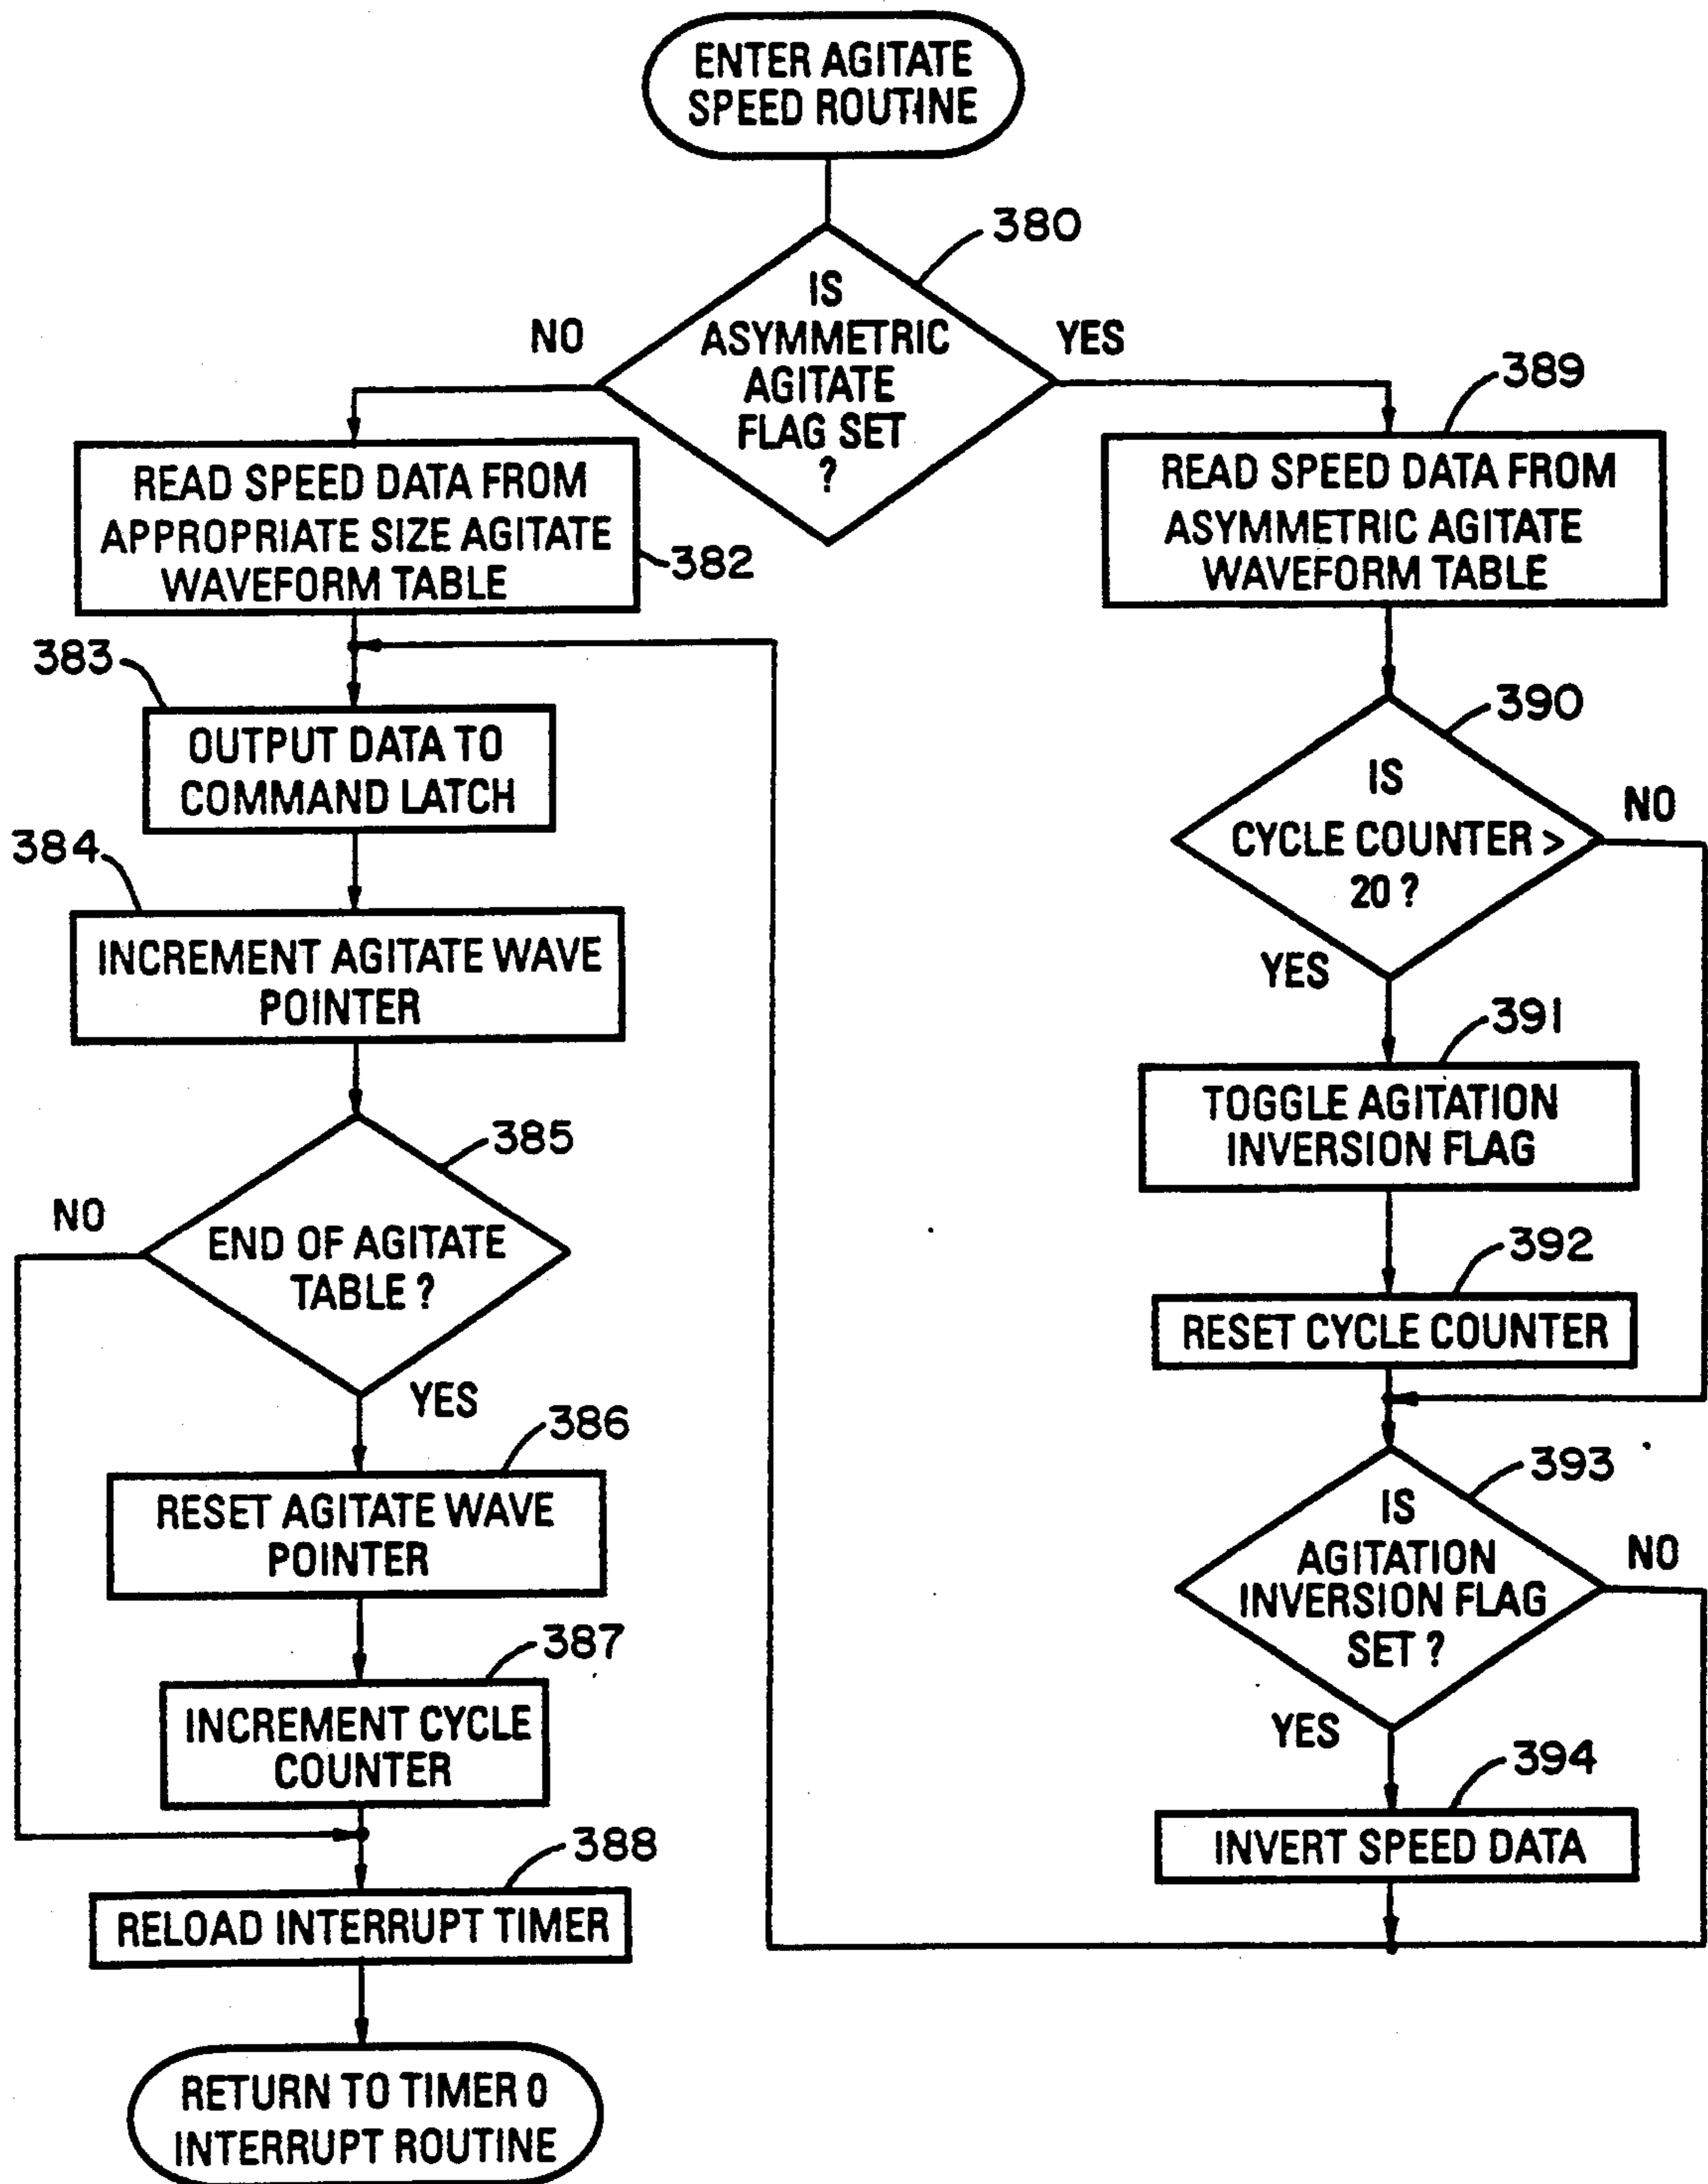 ENTER AGITATE
SPEED ROUTINE
380
IS
ASYMMETRIC
AGITATE
FLAG SET
?
NO
YES
READ SPEED DATA FROM
APPROPRIATE SIZE AGITATE
WAVEFORM TABLE
382
383
OUTPUT DATA TO
COMMAND LATCH
384
INCREMENT AGITATE WAVE
POINTER
385
END OF AGITATE
TABLE ?
NO
YES
386
RESET AGITATE WAVE
POINTER
387
INCREMENT CYCLE
COUNTER
388
RELOAD INTERRUPT TIMER
RETURN TO TIMER 0
INTERRUPT ROUTINE
389
READ SPEED DATA FROM
ASYMMETRIC AGITATE
WAVEFORM TABLE
390
IS
CYCLE COUNTER >
20 ?
NO
YES
391
TOGGLE AGITATION
INVERSION FLAG
392
RESET CYCLE COUNTER
393
IS
AGITATION
INVERSION FLAG
SET ?
NO
YES
394
INVERT SPEED DATA